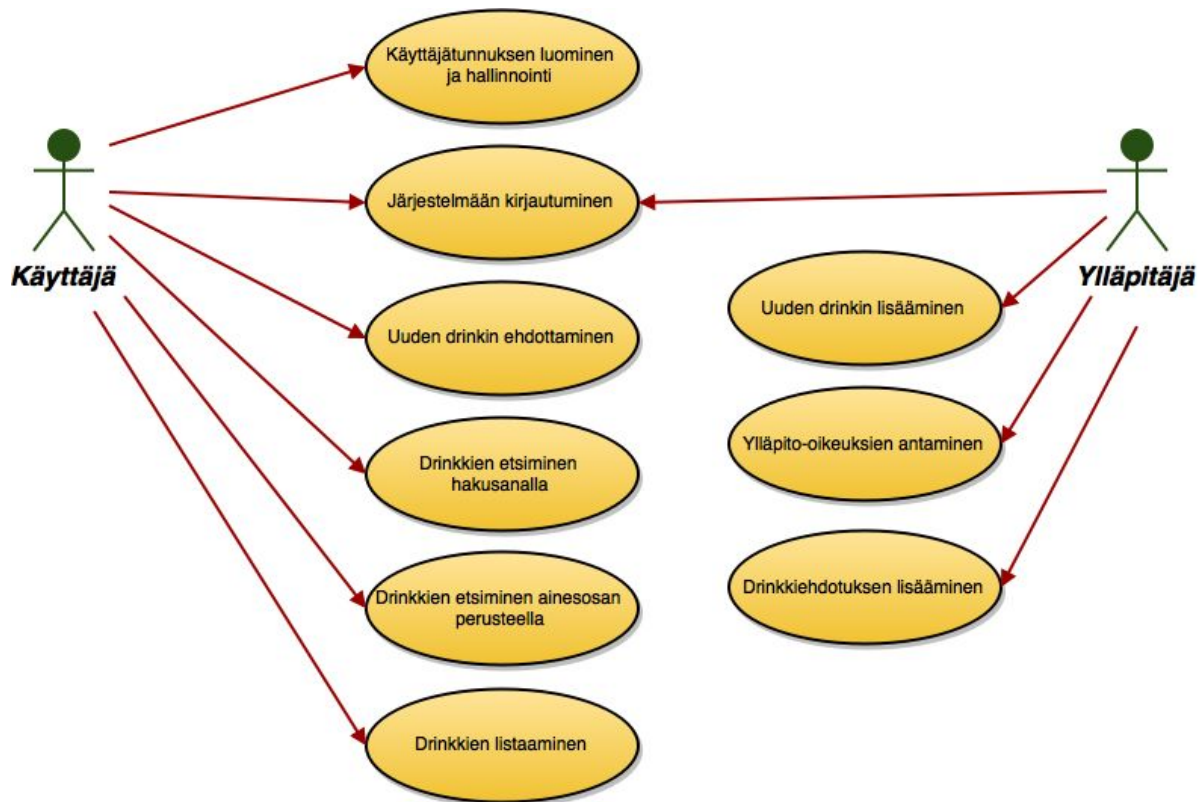 Käyttäjätunnuksen luominen
ja hallinnointi
Järjestelmään kirjautuminen
Käyttäjä
Ylläpitäjä
Uuden drinkin lisääminen
Uuden drinkin ehdottaminen
Ylläpito-oikeuksien antaminen
Drinkkien etsiminen
hakusanalla
Drinkkiehdotuksen lisääminen
Drinkkien etsiminen ainesosan
perusteella
Drinkkien listaaminen